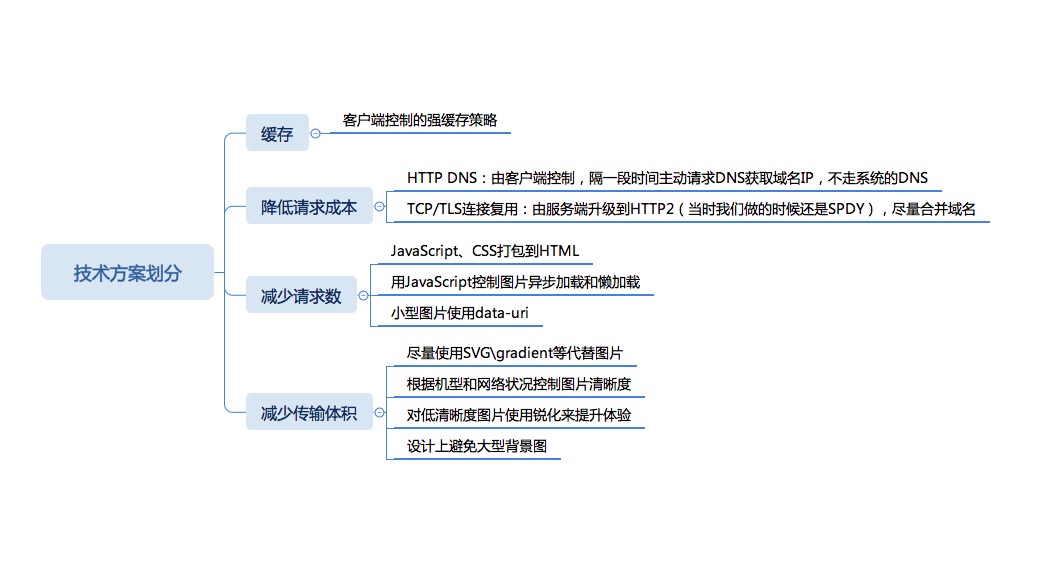 技术方案划分
缓存
客户端控制的强缓存策略
降低请求成本
HTTP DNS：由客户端控制，隔一段时间主动请求DNS获取域名IP，不走系统的DNS
TCP/TLS连接复用：由服务端升级到HTTP2（当时我们做的时候还是SPDY），尽量合并域名
减少请求数
JavaScript、CSS打包到HTML
用JavaScript控制图片异步加载和懒加载
小型图片使用data-uri
减少传输体积
尽量使用SVG\gradient等代替图片
根据机型和网络状况控制图片清晰度
对低清晰度图片使用锐化来提升体验
设计上避免大型背景图